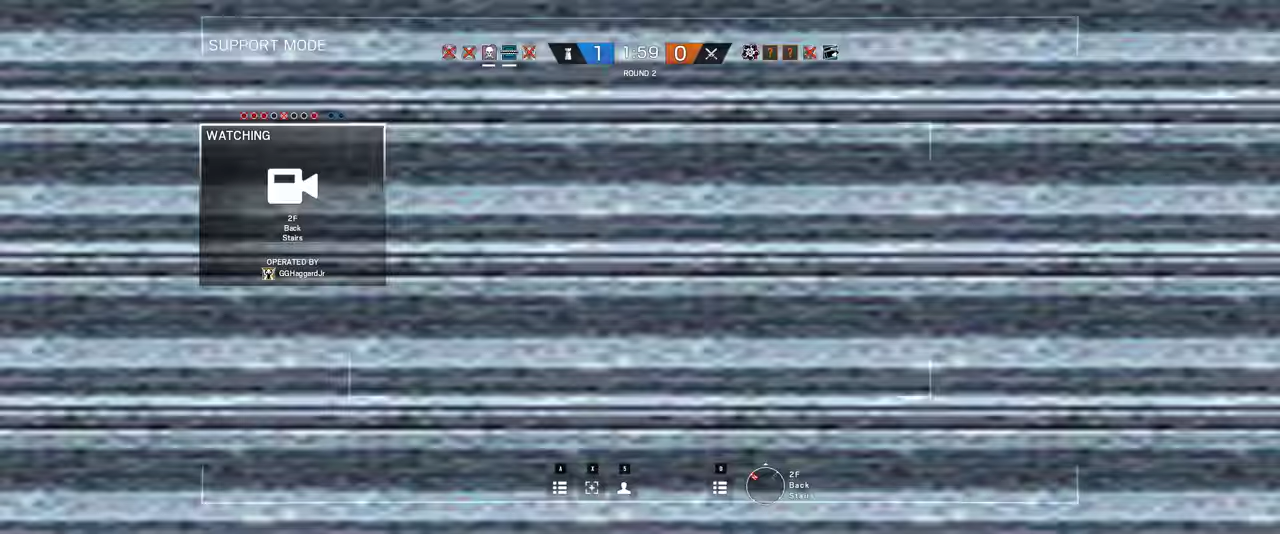 SUPPORT MODE
1 1:59 0
? ?
ROUND 2
WATCHING
2F
Back
Stairs
OPERATED BY
GGHaggardJr
A X S D
2F
Back
Stairs